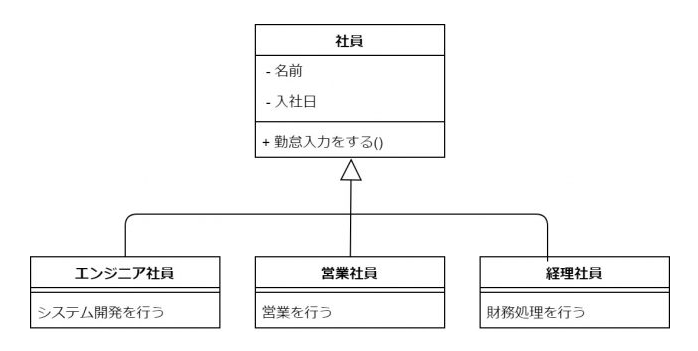 社員
- 名前
- 入社日
+ 勤怠入力をする()
エンジニア社員
システム開発を行う
営業社員
営業を行う
経理社員
財務処理を行う